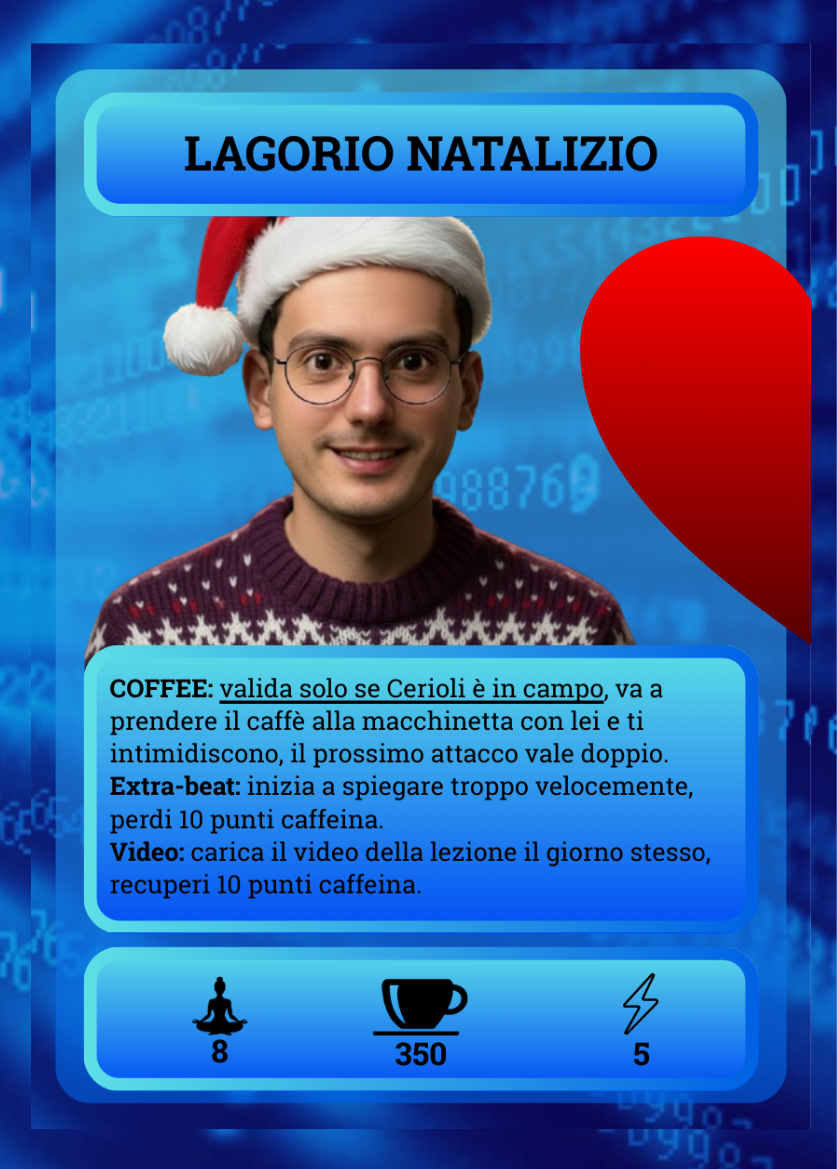 LAGORIO NATALIZIO
COFFEE: valida solo se Cerioli è in campo, va a
prendere il caffè alla macchinetta con lei e ti
intimidiscono, il prossimo attacco vale doppio.
Extra-beat: inizia a spiegare troppo velocemente,
perdi 10 punti caffeina.
Video: carica il video della lezione il giorno stesso,
recuperi 10 punti caffeina.
8 350 5